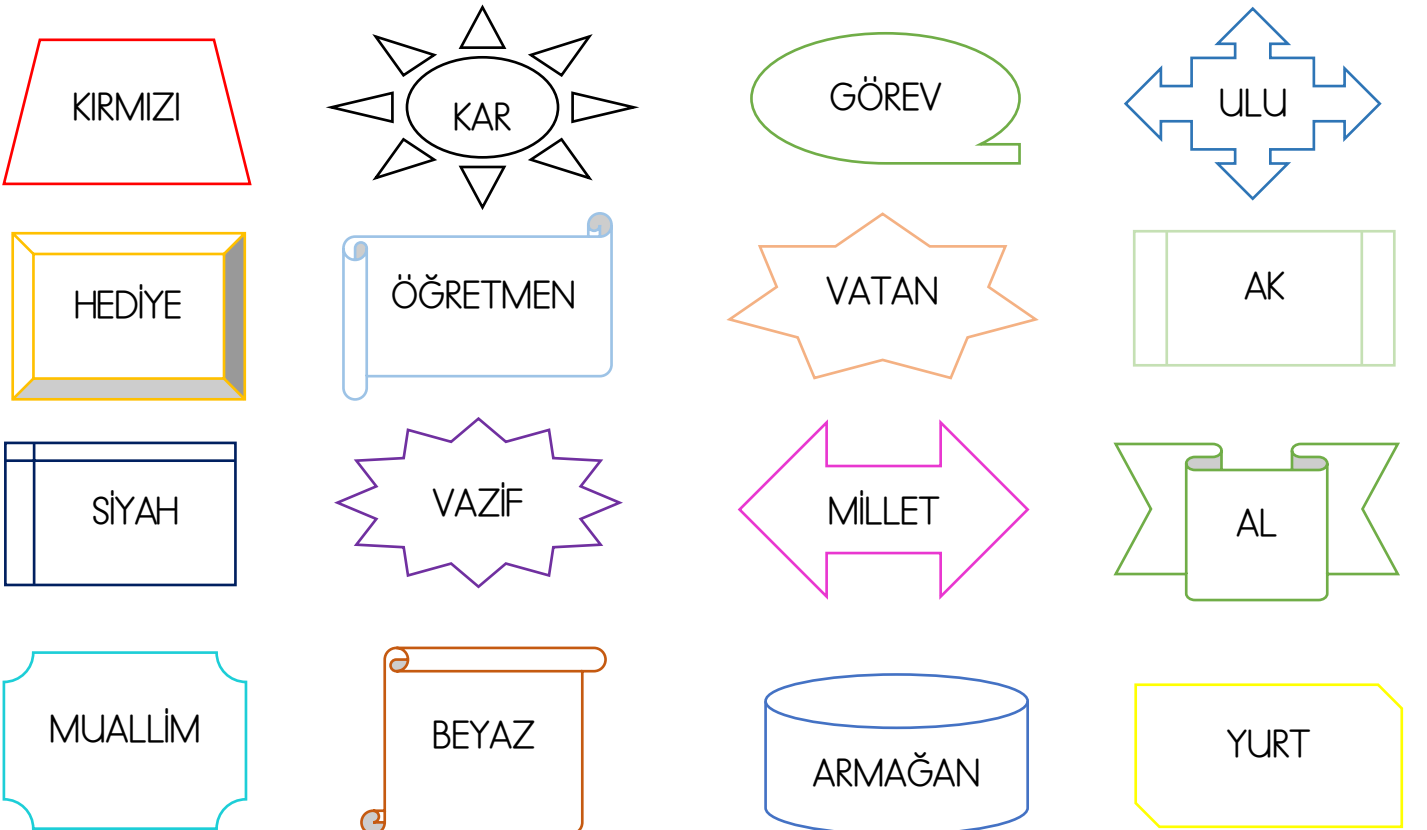 KIRMIZI
KAR
GÖREV
ULU
HEDİYE
ÖĞRETMEN
VATAN
AK
SİYAH
VAZİF
MİLLET
AL
MUALLİM
BEYAZ
ARMAĞAN
YURT